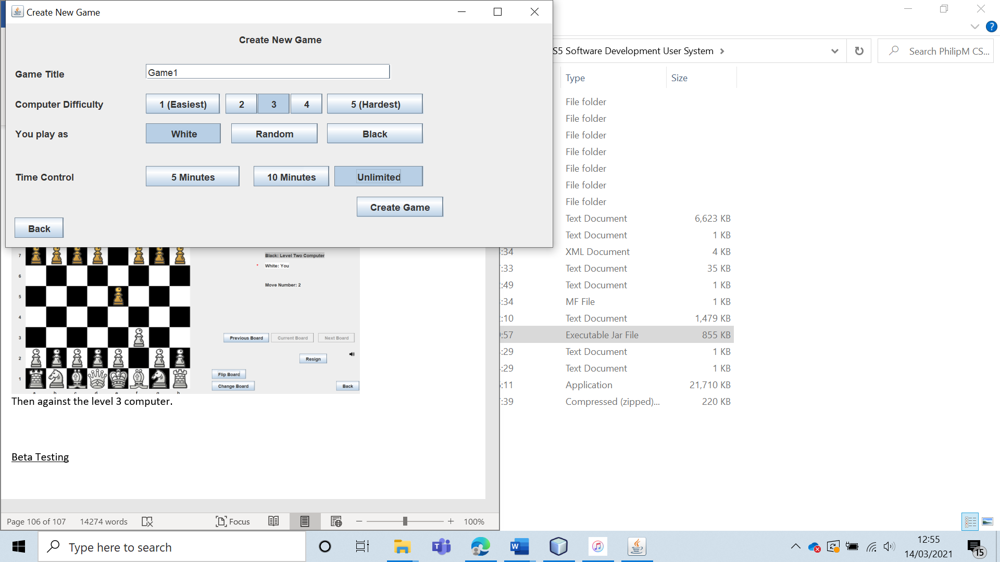 Create New Game
Create New Game
Game Title
Game1
Computer Difficulty
1 (Easiest)
2
3
4
5 (Hardest)
You play as
White
Random
Black
Time Control
5 Minutes
10 Minutes
Unlimited
Create Game
Back
7
Black: Level Two Computer
6
* White: You
Move Number: 2
5
4
3
Previous Board
Current Board
Next Board
2
Resign
1
Flip Board
Change Board
Back
Then against the level 3 computer.
Beta Testing
Page 106 of 107
14274 words
Focus
100%
S5 Software Development User System
Search PhilipM CS...
?
Type
Size
File folder
File folder
File folder
File folder
File folder
File folder
File folder
Text Document 6,623 KB
Text Document 1 KB
:34 XML Document 4 KB
:33 Text Document 35 KB
:49 Text Document 1 KB
:34 MF File 1 KB
:10 Text Document 1,479 KB
:57 Executable Jar File 855 KB
:29 Text Document 1 KB
:29 Text Document 1 KB
:11 Application 21,710 KB
:39 Compressed (zipped)... 220 KB
Type here to search
T
W
12:55
14/03/2021
15